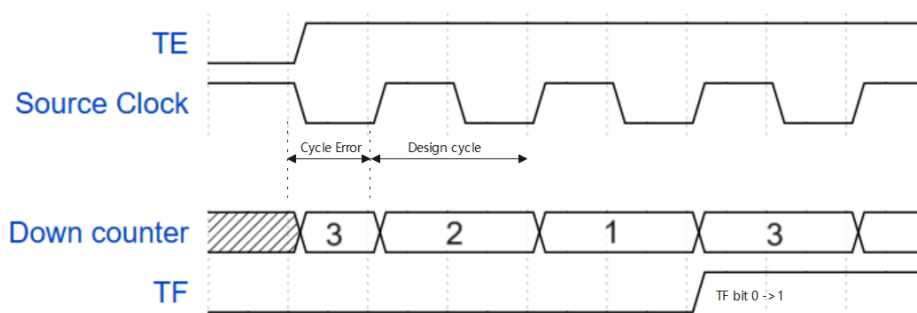 TE
Source Clock
Cycle Error
Design cycle
Down counter
3
2
1
3
TF
TF bit 0 ->1